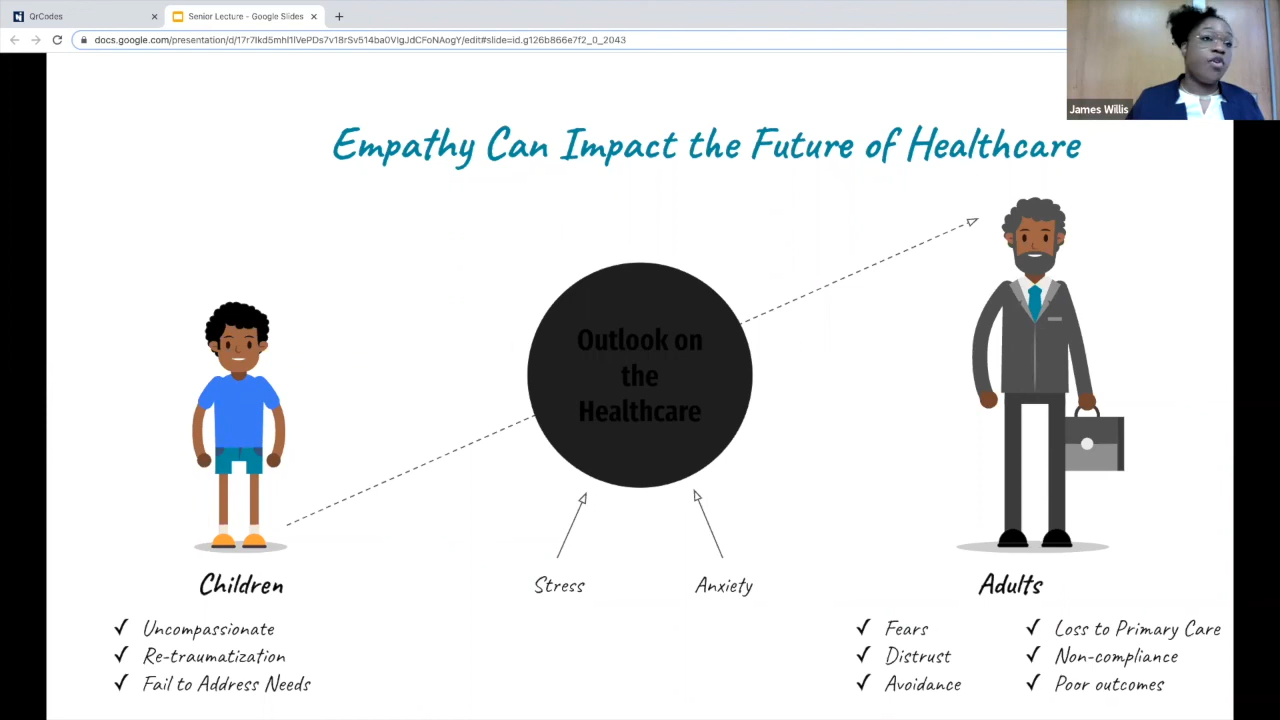 QrCodes
Senior Lecture - Google Slides
docs.google.com/presentation/d/17r7Ikd5mhI1lVePDs7v18rSv514ba0VIgJdCFoNAogY/edit#slide=id.g126b866e7f2_0_2043
James Willis
Empathy Can Impact the Future of Healthcare
Outlook on
the
Healthcare
Stress
Anxiety
Children
✓ Uncompassionate
✓ Re-traumatization
✓ Fail to Address Needs
Adults
✓ Fears
✓ Distrust
✓ Avoidance
✓ Loss to Primary Care
✓ Non-compliance
✓ Poor outcomes